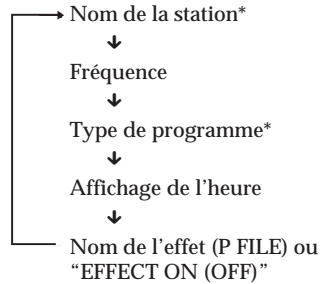 Nom de la station*
Fréquence
Type de programme*
Affichage de l'heure
Nom de l'effet (P FILE) ou
“EFFECT ON (OFF)”